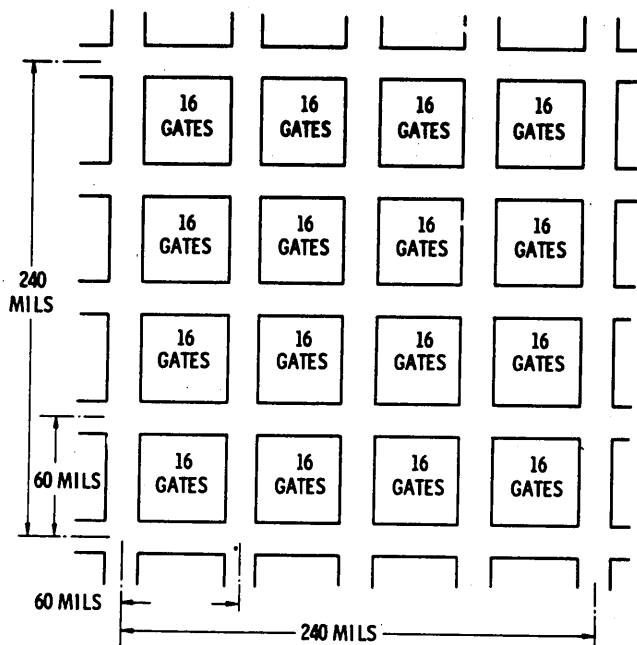 16 16 16 16
GATES GATES GATES GATES
16 16 16 16
GATES GATES GATES GATES
240
MILS
16 16 16 16
GATES GATES GATES GATES
16 16 16 16
60 MILS GATES GATES GATES GATES
60 MILS
240 MILS